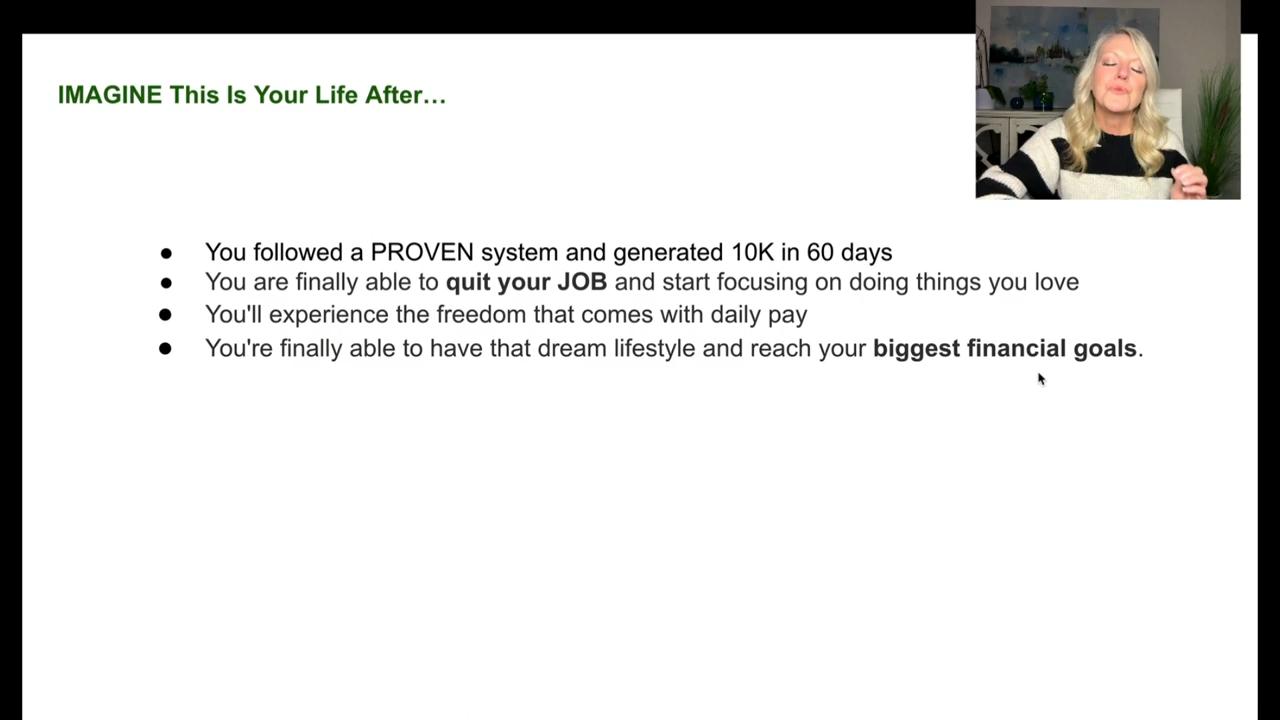 IMAGINE This Is Your Life After…
● You followed a PROVEN system and generated 10K in 60 days
● You are finally able to quit your JOB and start focusing on doing things you love
● You'll experience the freedom that comes with daily pay
● You're finally able to have that dream lifestyle and reach your biggest financial goals.